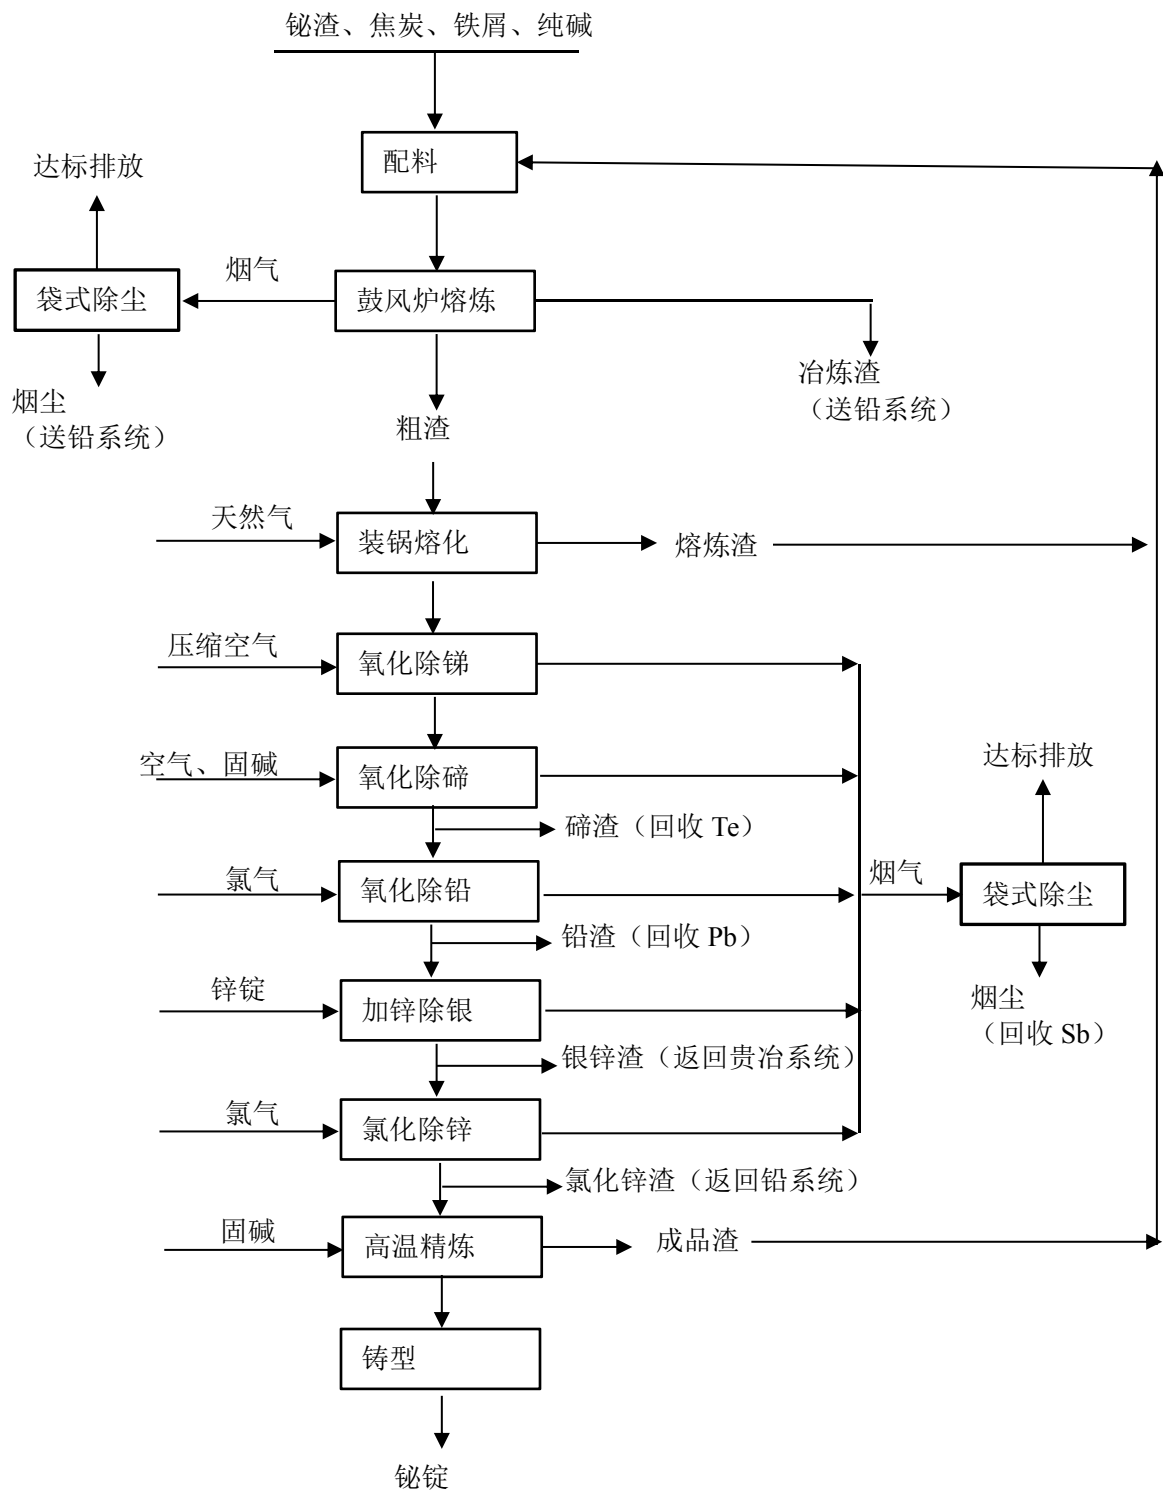 铋渣、焦炭、铁屑、纯碱
配料
达标排放
烟气
袋式除尘
鼓风炉熔炼
冶炼渣
（送铅系统）
烟尘
（送铅系统）
粗渣
天然气
装锅熔化
熔炼渣
压缩空气
氧化除锑
空气、固碱
氧化除碲
达标排放
碲渣（回收 Te）
氯气
氧化除铅
烟气
袋式除尘
铅渣（回收 Pb）
锌锭
加锌除银
烟尘
（回收 Sb）
银锌渣（返回贵冶系统）
氯气
氯化除锌
氯化锌渣（返回铅系统）
固碱
高温精炼
成品渣
铸型
铋锭